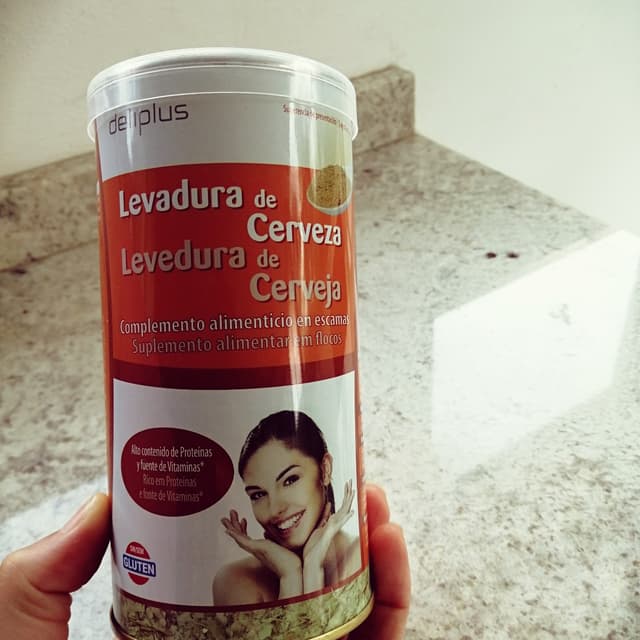 deliplus
Levadura de
Cerveza
Levedura de
Cerveja
Complemento alimenticio en escamas
Suplemento alimentar em flocos
Alto contenido de Proteínas
y fuente de Vitaminas*
Rico em Proteínas
e fonte de Vitaminas*
SIN/SEM
GLUTEN